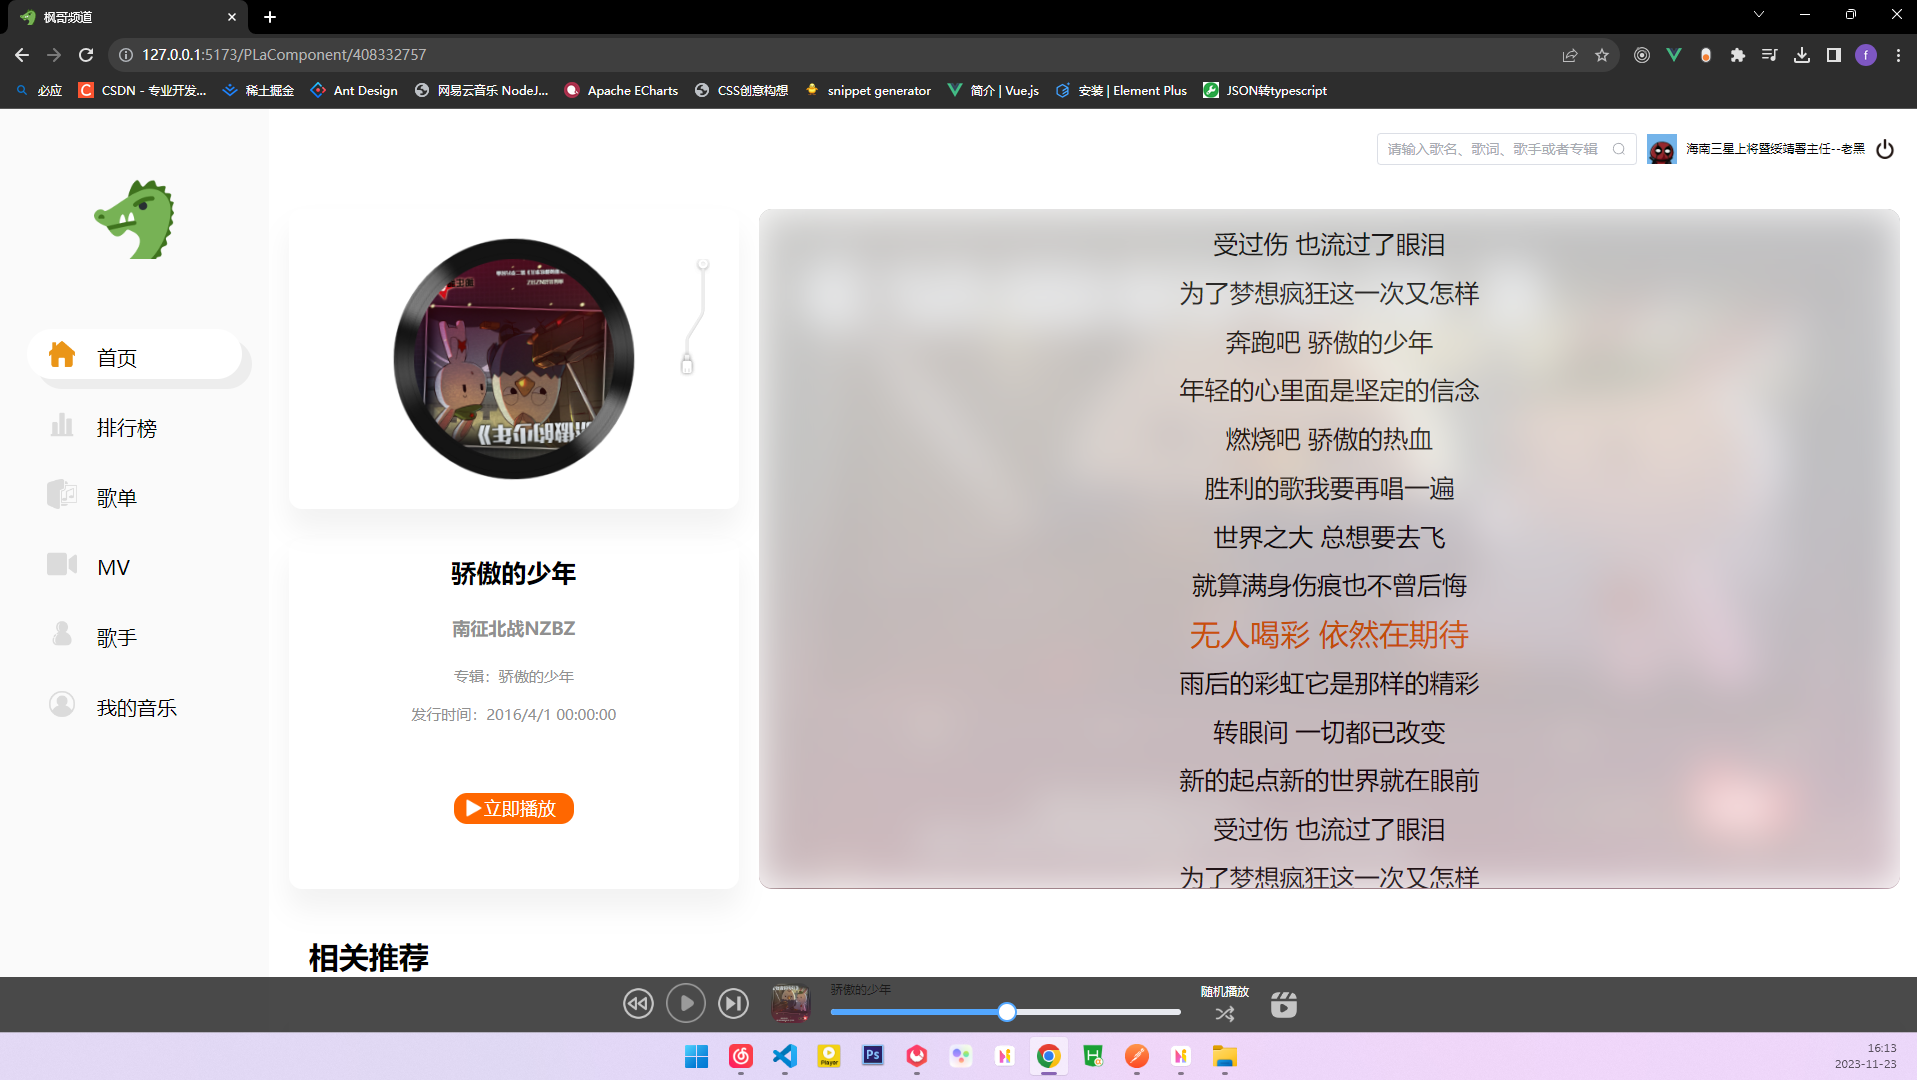 枫哥频道
127.0.0.1:5173/PLaComponent/408332757
f
必应
CSDN - 专业开发...
稀土掘金
Ant Design
网易云音乐 NodeJ...
Apache ECharts
CSS创意构想
snippet generator
简介 | Vue.js
安装 | Element Plus
JSON转typescript
请输入歌名、歌词、歌手或者专辑
海南三星上将暨绥靖署主任--老黑
首页
排行榜
歌单
MV
歌手
我的音乐
骄傲的少年
南征北战NZBZ
专辑：骄傲的少年
发行时间：2016/4/1 00:00:00
立即播放
受过伤 也流过了眼泪
为了梦想疯狂这一次又怎样
奔跑吧 骄傲的少年
年轻的心里面是坚定的信念
燃烧吧 骄傲的热血
胜利的歌我要再唱一遍
世界之大 总想要去飞
就算满身伤痕也不曾后悔
无人喝彩 依然在期待
雨后的彩虹它是那样的精彩
转眼间 一切都已改变
新的起点新的世界就在眼前
受过伤 也流过了眼泪
为了梦想疯狂这一次又怎样
相关推荐
骄傲的少年
随机播放
Player
Ps
16:13
2023-11-23